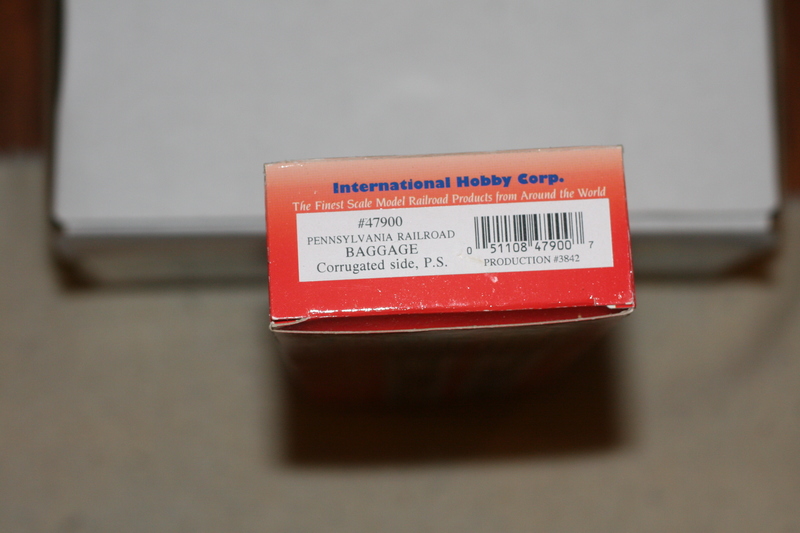 International Hobby Corp.
The Finest Scale Model Railroad Products from Around the World
#47900
PENNSYLVANIA RAILROAD
BAGGAGE
Corrugated side, P.S.
0 51108 47900 7
PRODUCTION #3842